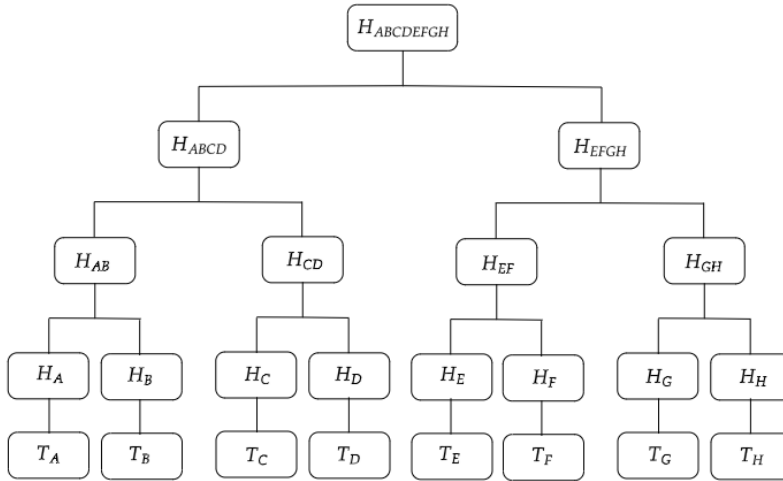 H_ABCDEFGH
H_ABCD H_EFGH
H_AB H_CD H_EF H_GH
H_A H_B H_C H_D H_E H_F H_G H_H
T_A T_B T_C T_D T_E T_F T_G T_H